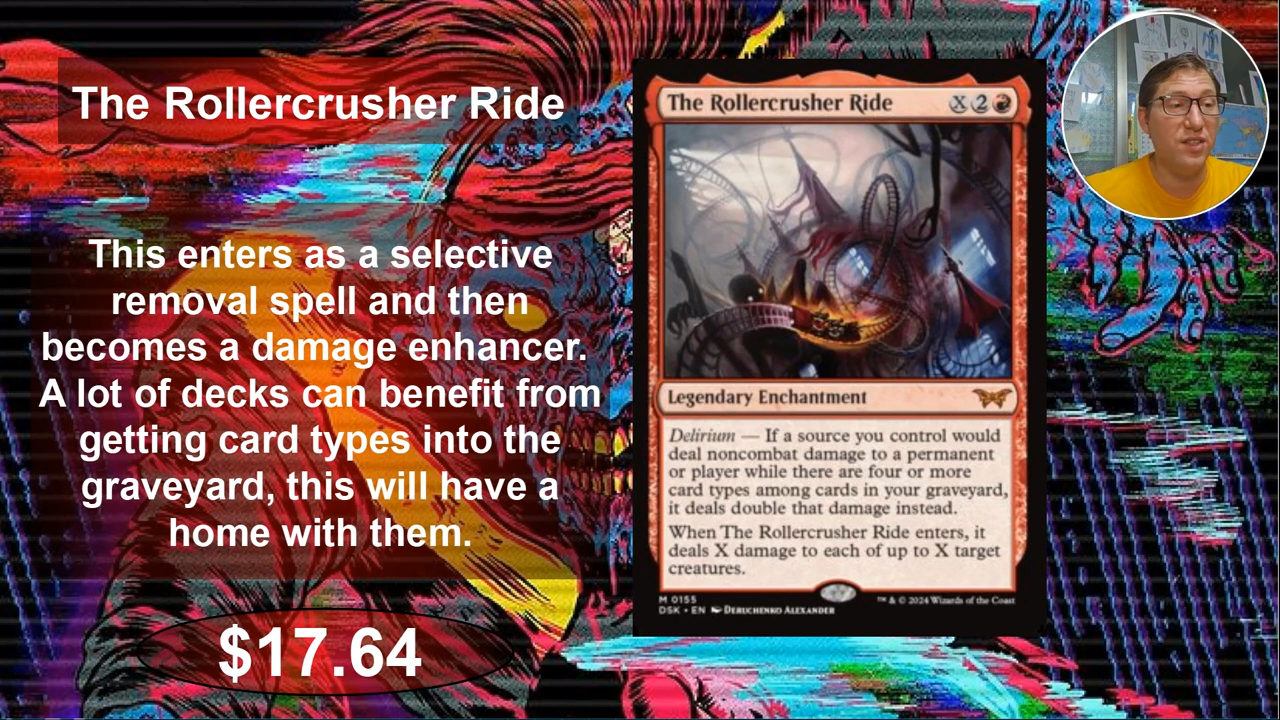 The Rollercrusher Ride
This enters as a selective
removal spell and then
becomes a damage enhancer.
A lot of decks can benefit from
getting card types into the
graveyard, this will have a
home with them.
$17.64
The Rollercrusher Ride X2
Legendary Enchantment
Delirium — If a source you control would
deal noncombat damage to a permanent
or player while there are four or more
card types among cards in your graveyard,
it deals double that damage instead.
When The Rollercrusher Ride enters, it
deals X damage to each of up to X target
creatures.
M 0155
DSK • EN Deruchenko Alexander
™ & © 2024 Wizards of the Coast